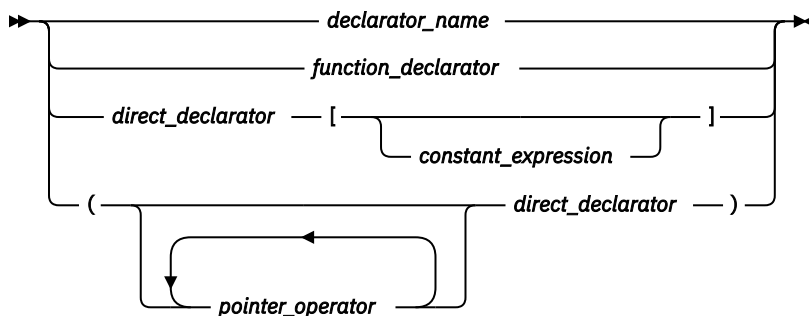 declarator_name
function_declarator
direct_declarator [ ]
constant_expression
( direct_declarator )
pointer_operator